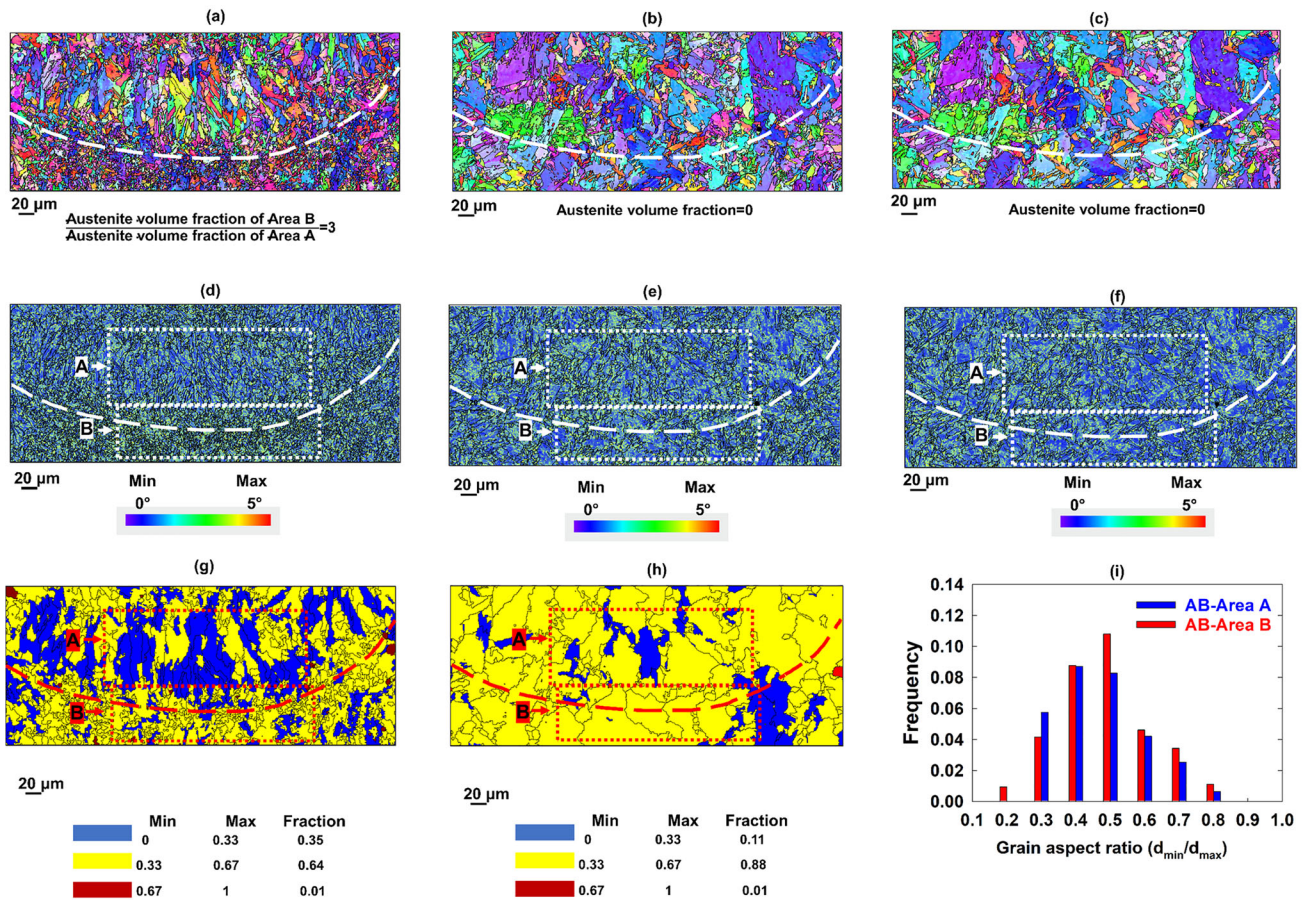 (a)
(b)
(c)
20 µm
20 µm
20 µm
Austenite volume fraction of Area B
Austenite volume fraction of Area A
=3
Austenite volume fraction=0
Austenite volume fraction=0
(d)
(e)
(f)
A
B
A
B
A
B
20 µm
20 µm
20 µm
Min Max
0° 5°
Min Max
0° 5°
Min Max
0° 5°
(g)
(h)
A
B
A
B
20 µm
20 µm
Min Max Fraction
0 0.33 0.35
0.33 0.67 0.64
0.67 1 0.01
Min Max Fraction
0 0.33 0.11
0.33 0.67 0.88
0.67 1 0.01
(i)
AB-Area A
AB-Area B
Frequency
0.14
0.12
0.10
0.08
0.06
0.04
0.02
0.00
0.1 0.2 0.3 0.4 0.5 0.6 0.7 0.8 0.9 1.0
Grain aspect ratio (dmin/dmax)